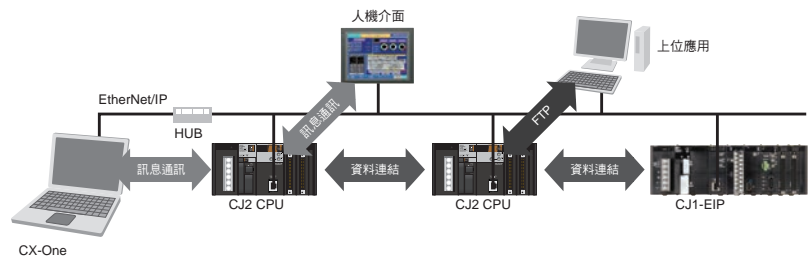 人機介面
上位應用
EtherNet/IP
HUB
訊息通訊
FTP
訊息通訊
資料連結
資料連結
CJ2 CPU
CJ2 CPU
CJ1-EIP
CX-One